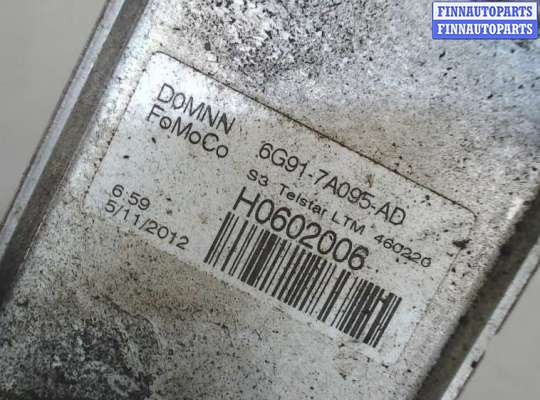 FINNAUTOPARTS
FINNAUTOPARTS
DOMNN
FoMoCo 6G91-7A095-AD
S3 Telstar LTM 460220
H0602006
6:59
5/11/2012